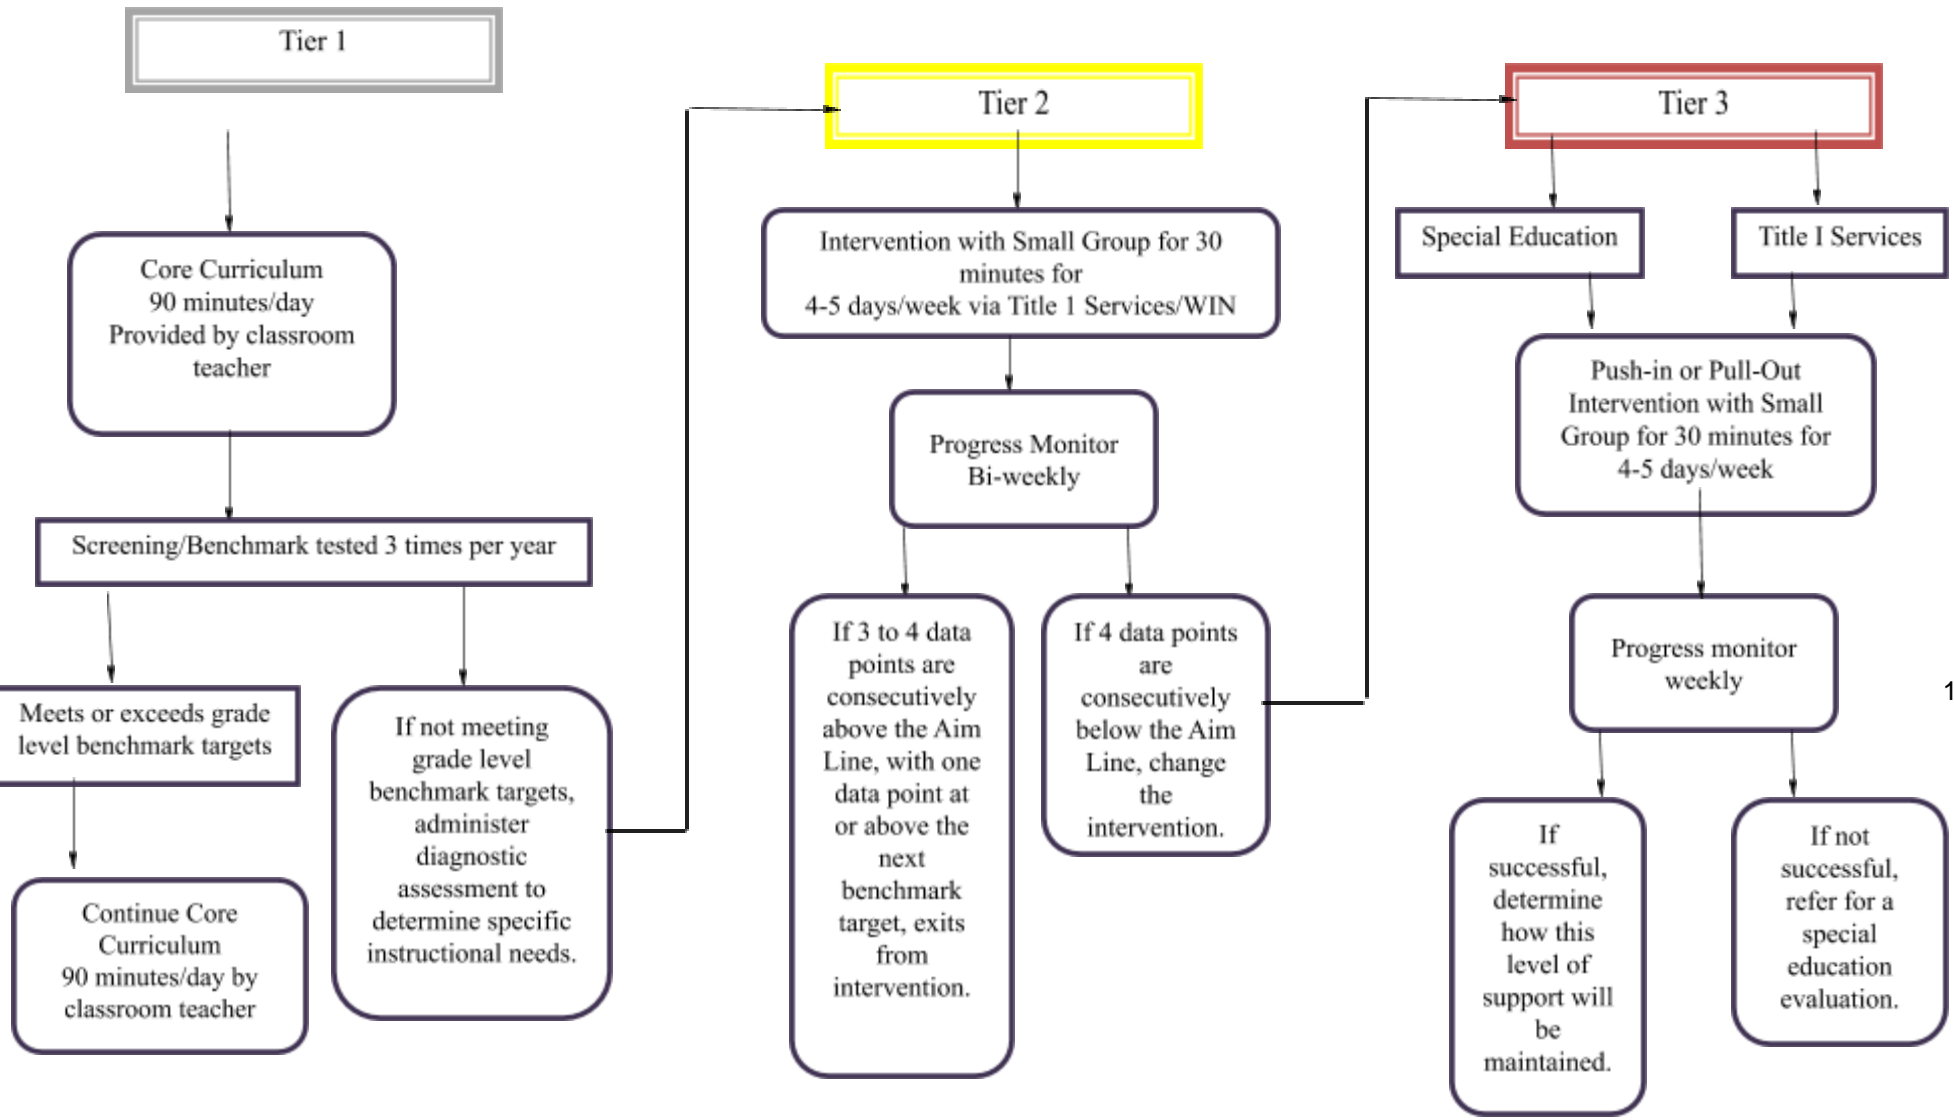 Tier 1
Core Curriculum
90 minutes/day
Provided by classroom
teacher
Screening/Benchmark tested 3 times per year
Meets or exceeds grade
level benchmark targets
Continue Core
Curriculum
90 minutes/day by
classroom teacher
If not meeting
grade level
benchmark targets,
administer
diagnostic
assessment to
determine specific
instructional needs.
Tier 2
Intervention with Small Group for 30
minutes for
4-5 days/week via Title 1 Services/WIN
Progress Monitor
Bi-weekly
If 3 to 4 data
points are
consecutively
above the Aim
Line, with one
data point at
or above the
next
benchmark
target, exits
from
intervention.
If 4 data points
are
consecutively
below the Aim
Line, change
the
intervention.
Tier 3
Special Education
Title I Services
Push-in or Pull-Out
Intervention with Small
Group for 30 minutes for
4-5 days/week
Progress monitor
weekly
If
successful,
determine
how this
level of
support will
be
maintained.
If not
successful,
refer for a
special
education
evaluation.
1